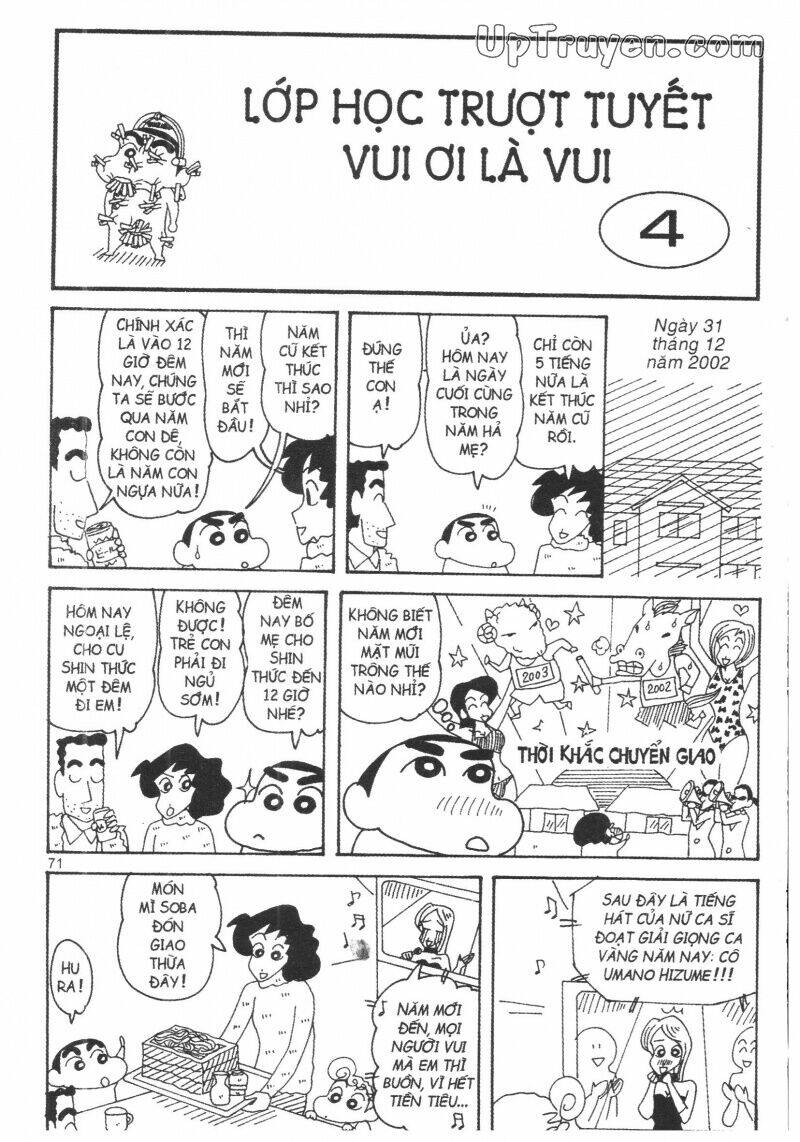 UpTruyen.com
LỚP HỌC TRƯỢT TUYẾT
VUI ƠI LÀ VUI
4
Ngày 31
tháng 12
năm 2002
CHỈ CÒN
5 TIẾNG
NỮA LÀ
KẾT THÚC
NĂM CŨ
RỒI.
ỦA?
HÔM NAY
LÀ NGÀY
CUỐI CÙNG
TRONG
NĂM HẢ
MẸ?
ĐÚNG
THẾ
CON
Ạ!
NĂM
CŨ KẾT
THÚC
THÌ SAO
NHỈ?
THÌ
NĂM
MỚI
SẼ
BẮT
ĐẦU!
CHÍNH XÁC
LÀ VÀO 12
GIỜ ĐÊM
NAY, CHÚNG
TA SẼ BƯỚC
QUA NĂM
CON DÊ,
KHÔNG CÒN
LÀ NĂM CON
NGỰA NỮA!
KHÔNG BIẾT
NĂM MỚI
MẶT MŨI
TRÔNG THẾ
NÀO NHỈ?
2003
2002
THỜI KHẮC CHUYỂN GIAO
ĐÊM
NAY BỐ
MẸ CHO
SHIN
THỨC ĐẾN
12 GIỜ
NHÉ?
KHÔNG
ĐƯỢC!
TRẺ CON
PHẢI ĐI
NGỦ
SỚM!
HÔM NAY
NGOẠI LỆ,
CHO CU
SHIN THỨC
MỘT ĐÊM
ĐI EM!
71
SAU ĐÂY LÀ TIẾNG
HÁT CỦA NỮ CA SĨ
ĐOẠT GIẢI GIỌNG CA
VÀNG NĂM NAY: CÔ
UMANO HIZUME!!!
NĂM MỚI
ĐẾN, MỌI
NGƯỜI VUI
MÀ EM THÌ
BUỒN, VÌ HẾT
TIỀN TIÊU...
MÓN
MÌ SOBA
ĐÓN
GIAO
THỪA
ĐÂY!
HU
RA!